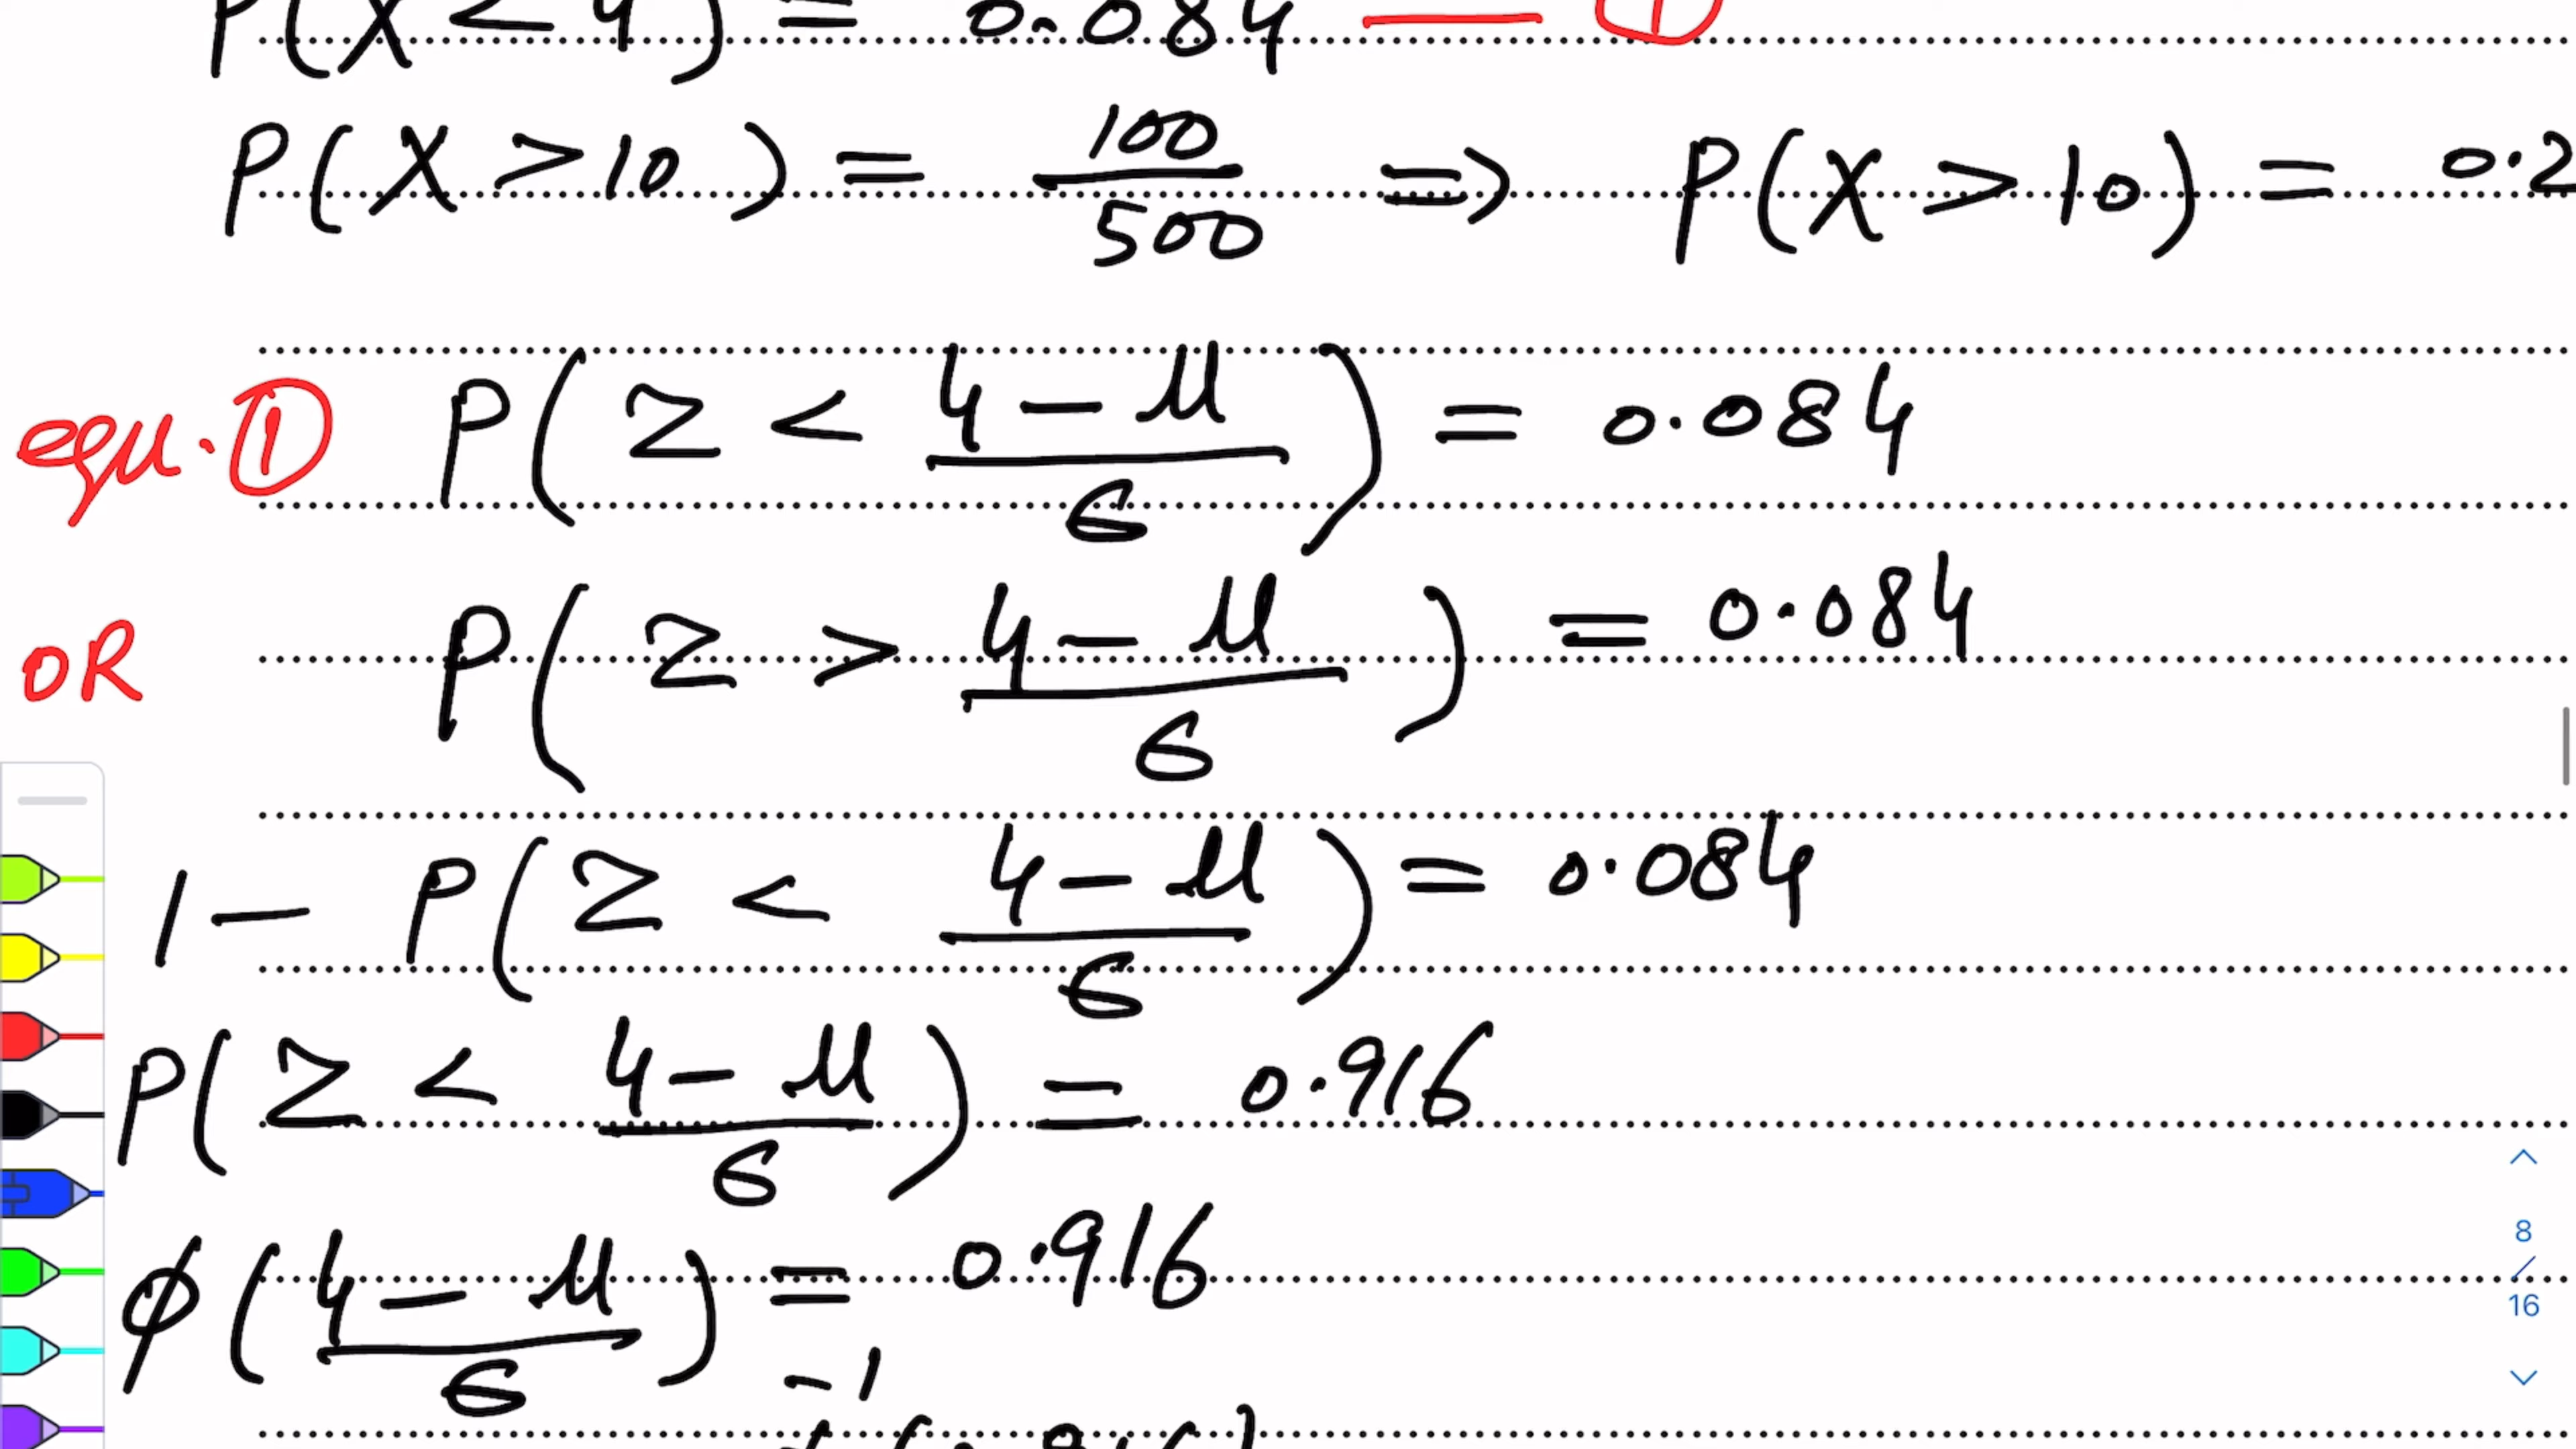 P(X < 4) = 0.084 — ①
P(X > 10) = 100/500 ⇒ P(X > 10) = 0.2
equ. ① P(Z < (4 - μ)/σ) = 0.084
OR P(Z > (4 - μ)/σ) = 0.084
1 - P(Z < (4 - μ)/σ) = 0.084
P(Z < (4 - μ)/σ) = 0.916
φ((4 - μ)/σ) = 0.916
-1
8
/
16